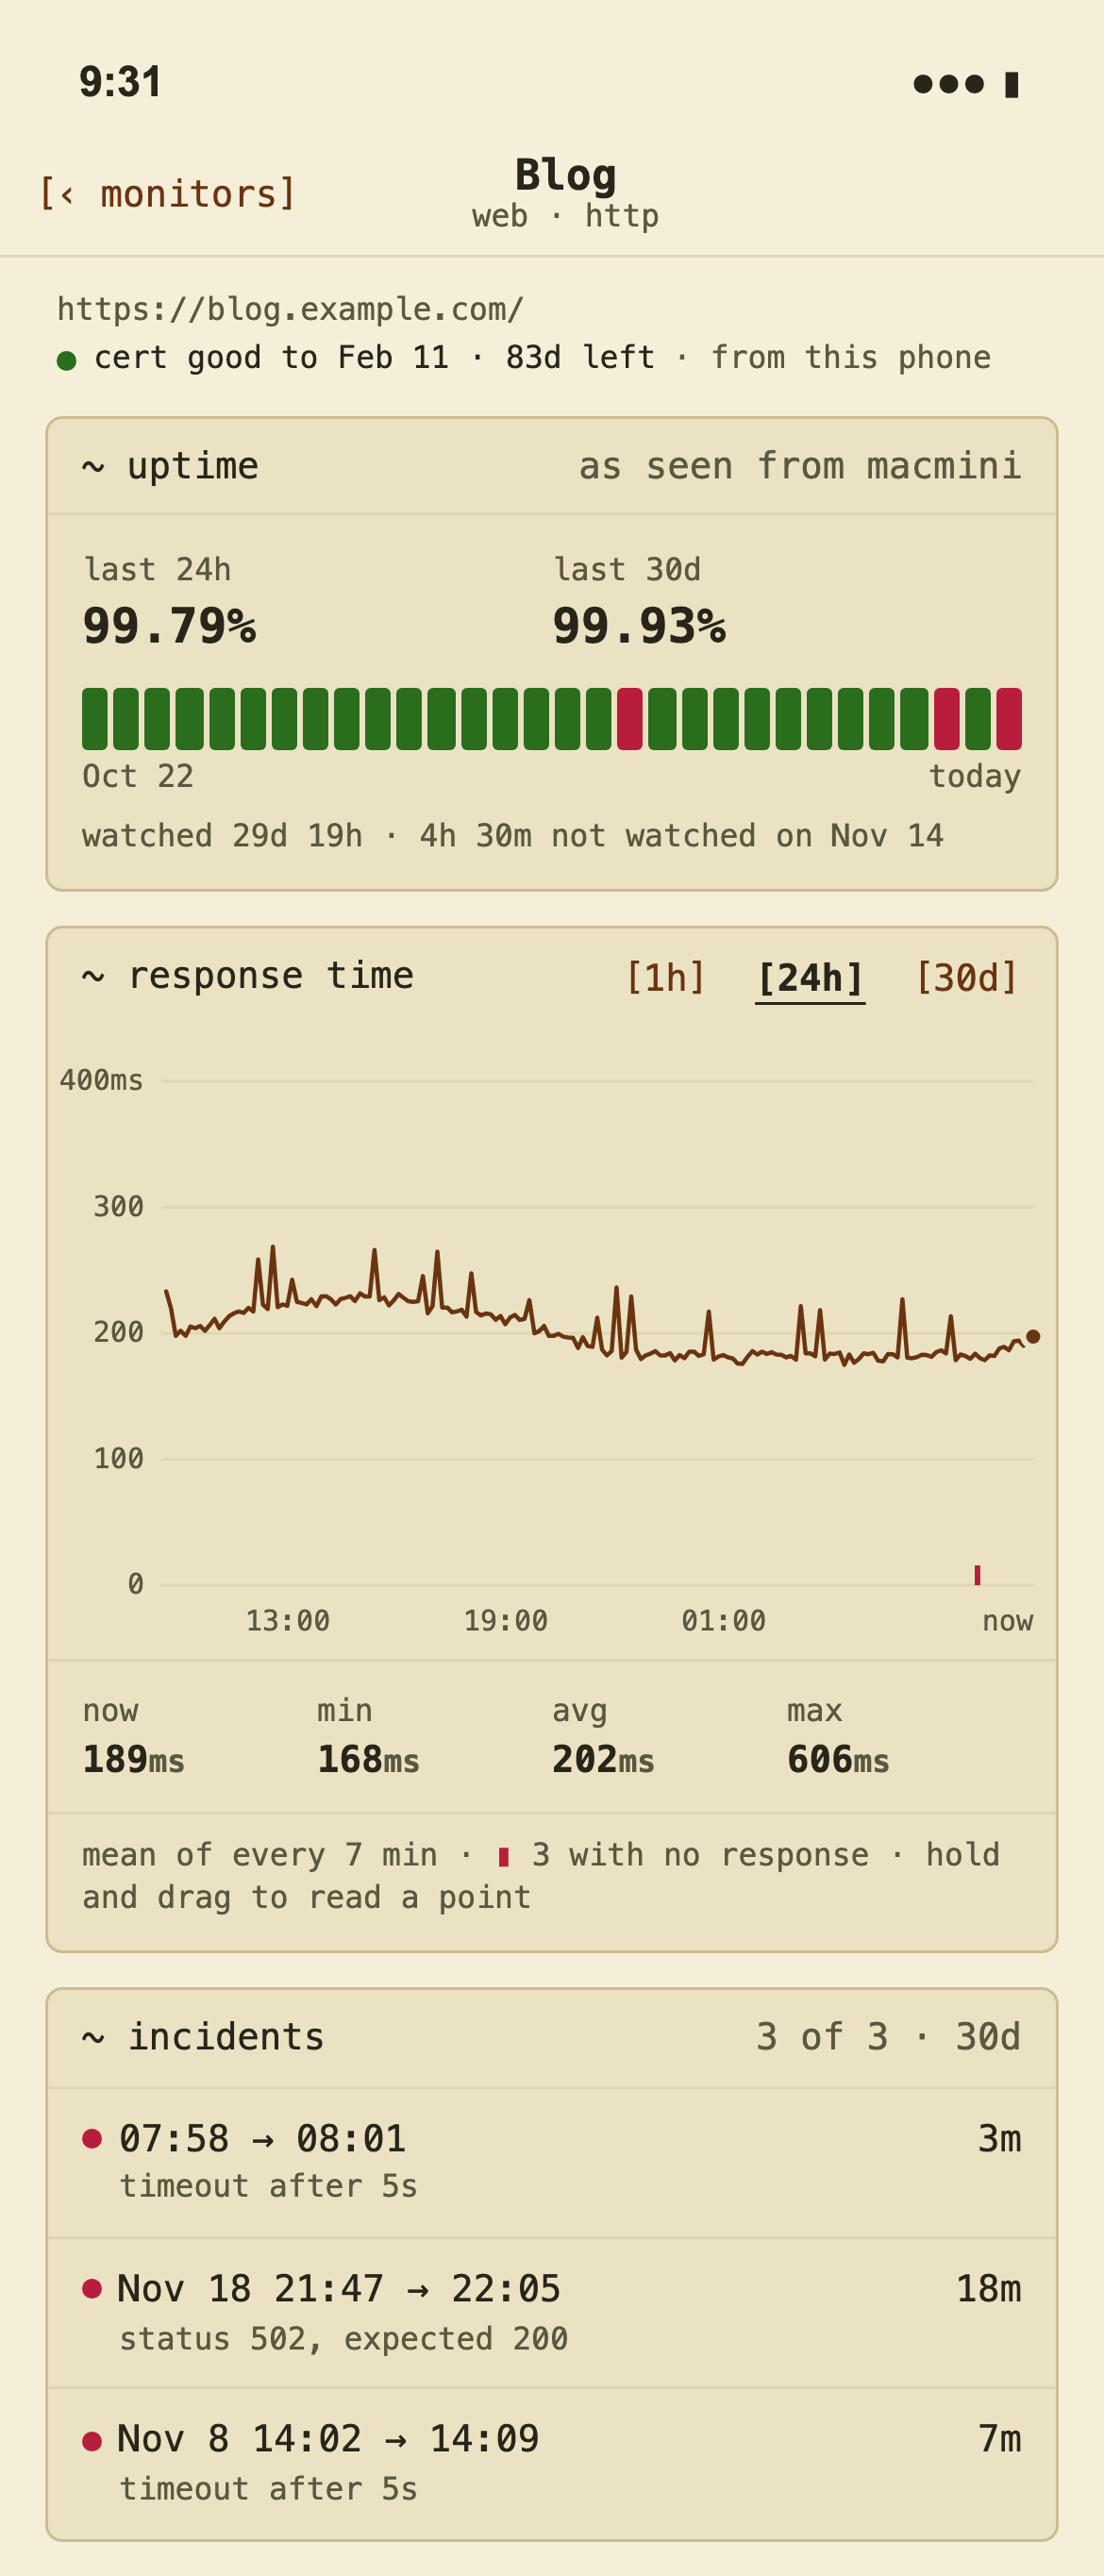 9:31
[‹ monitors]
Blog
web · http
https://blog.example.com/
cert good to Feb 11 · 83d left · from this phone
~ uptime
as seen from macmini
last 24h
last 30d
99.79%
99.93%
Oct 22
today
watched 29d 19h · 4h 30m not watched on Nov 14
~ response time
[1h]
[24h]
[30d]
400ms
300
200
100
0
13:00
19:00
01:00
now
now
min
avg
max
189ms
168ms
202ms
606ms
mean of every 7 min · 3 with no response · hold
and drag to read a point
~ incidents
3 of 3 · 30d
07:58 → 08:01
3m
timeout after 5s
Nov 18 21:47 → 22:05
18m
status 502, expected 200
Nov 8 14:02 → 14:09
7m
timeout after 5s